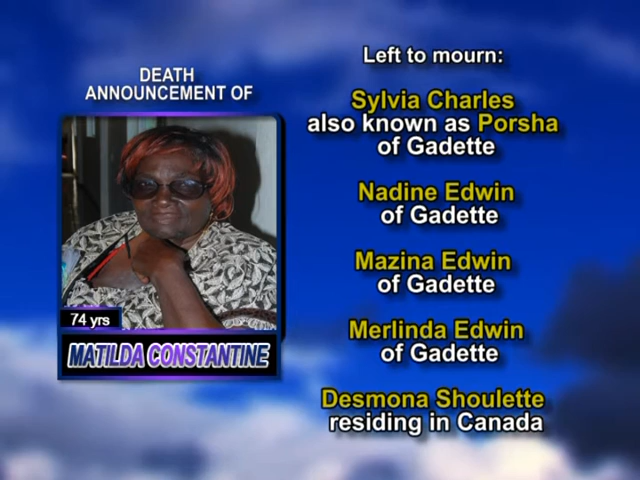 DEATH
ANNOUNCEMENT OF
74 yrs
MATILDA CONSTANTINE
Left to mourn:
Sylvia Charles
also known as Porsha
of Gadette
Nadine Edwin
of Gadette
Mazina Edwin
of Gadette
Merlinda Edwin
of Gadette
Desmona Shoulette
residing in Canada